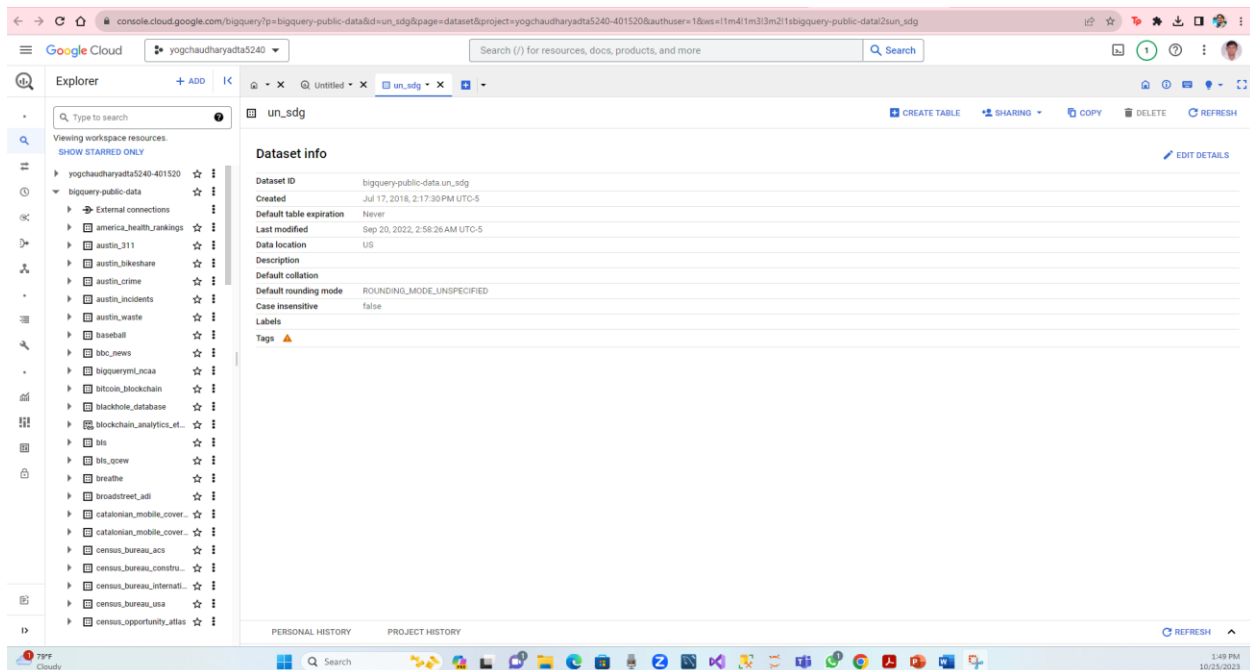 console.cloud.google.com/bigquery?p=bigquery-public-data&d=un_sdg&page=dataset&project=yogchaudharyadta5240-401520&authuser=1&ws=!1m4!1m3!3m2!1sbigquery-public-data!2sun_sdg
Google Cloud
yogchaudharyadta5240
Search (/) for resources, docs, products, and more
Search
1
Explorer
+ ADD
Untitled
un_sdg
Type to search
un_sdg
CREATE TABLE
SHARING
COPY
DELETE
REFRESH
Viewing workspace resources.
SHOW STARRED ONLY
yogchaudharyadta5240-401520
bigquery-public-data
External connections
america_health_rankings
austin_311
austin_bikeshare
austin_crime
austin_incidents
austin_waste
baseball
bbc_news
bigqueryml_ncaa
bitcoin_blockchain
blackhole_database
blockchain_analytics_et...
bls
bls_qcew
breathe
broadstreet_adi
catalonian_mobile_cover...
catalonian_mobile_cover...
census_bureau_acs
census_bureau_constru...
census_bureau_internati...
census_bureau_usa
census_opportunity_atlas
Dataset info
EDIT DETAILS
Dataset ID bigquery-public-data.un_sdg
Created Jul 17, 2018, 2:17:30 PM UTC-5
Default table expiration Never
Last modified Sep 20, 2022, 2:58:26 AM UTC-5
Data location US
Description
Default collation
Default rounding mode ROUNDING_MODE_UNSPECIFIED
Case insensitive false
Labels
Tags
PERSONAL HISTORY
PROJECT HISTORY
REFRESH
79°F
Cloudy
Search
1:49 PM
10/25/2023